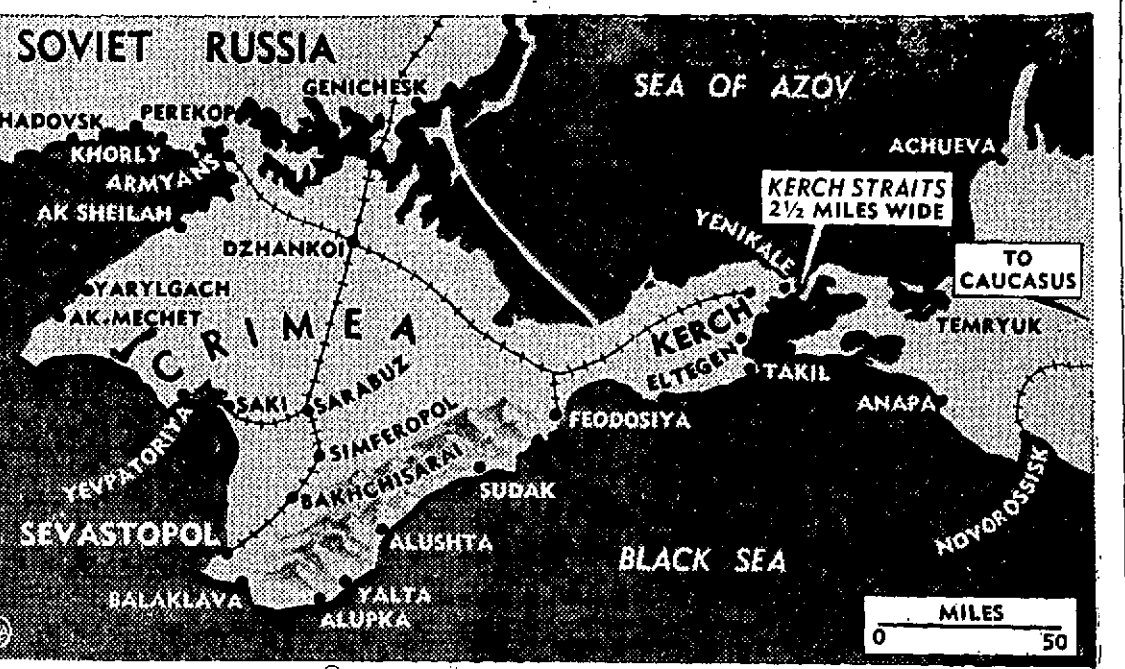 SOVIET RUSSIA
GENICHESK
SEA OF AZOV
PEREKOP
HADOVSK
KHORLY
ARMYANS
ACHUEVA
KERCH STRAITS
2½ MILES WIDE
AK SHEILAH
YENIKALE
DZHANKOI
TO
CAUCASUS
YARYLGACH
AK.MECHET
CRIMEA
KERCH
TEMRYUK
ELTEGEN
TAKIL
SAKI
SARABUZ
ANAPA
FEODOSIYA
YEVPATORIYA
SIMFEROPOL
BAKHCHISARAI
SUDAK
NOVOROSSISK
SEVASTOPOL
ALUSHTA
BLACK SEA
BALAKLAVA
YALTA
ALUPKA
MILES
0 50